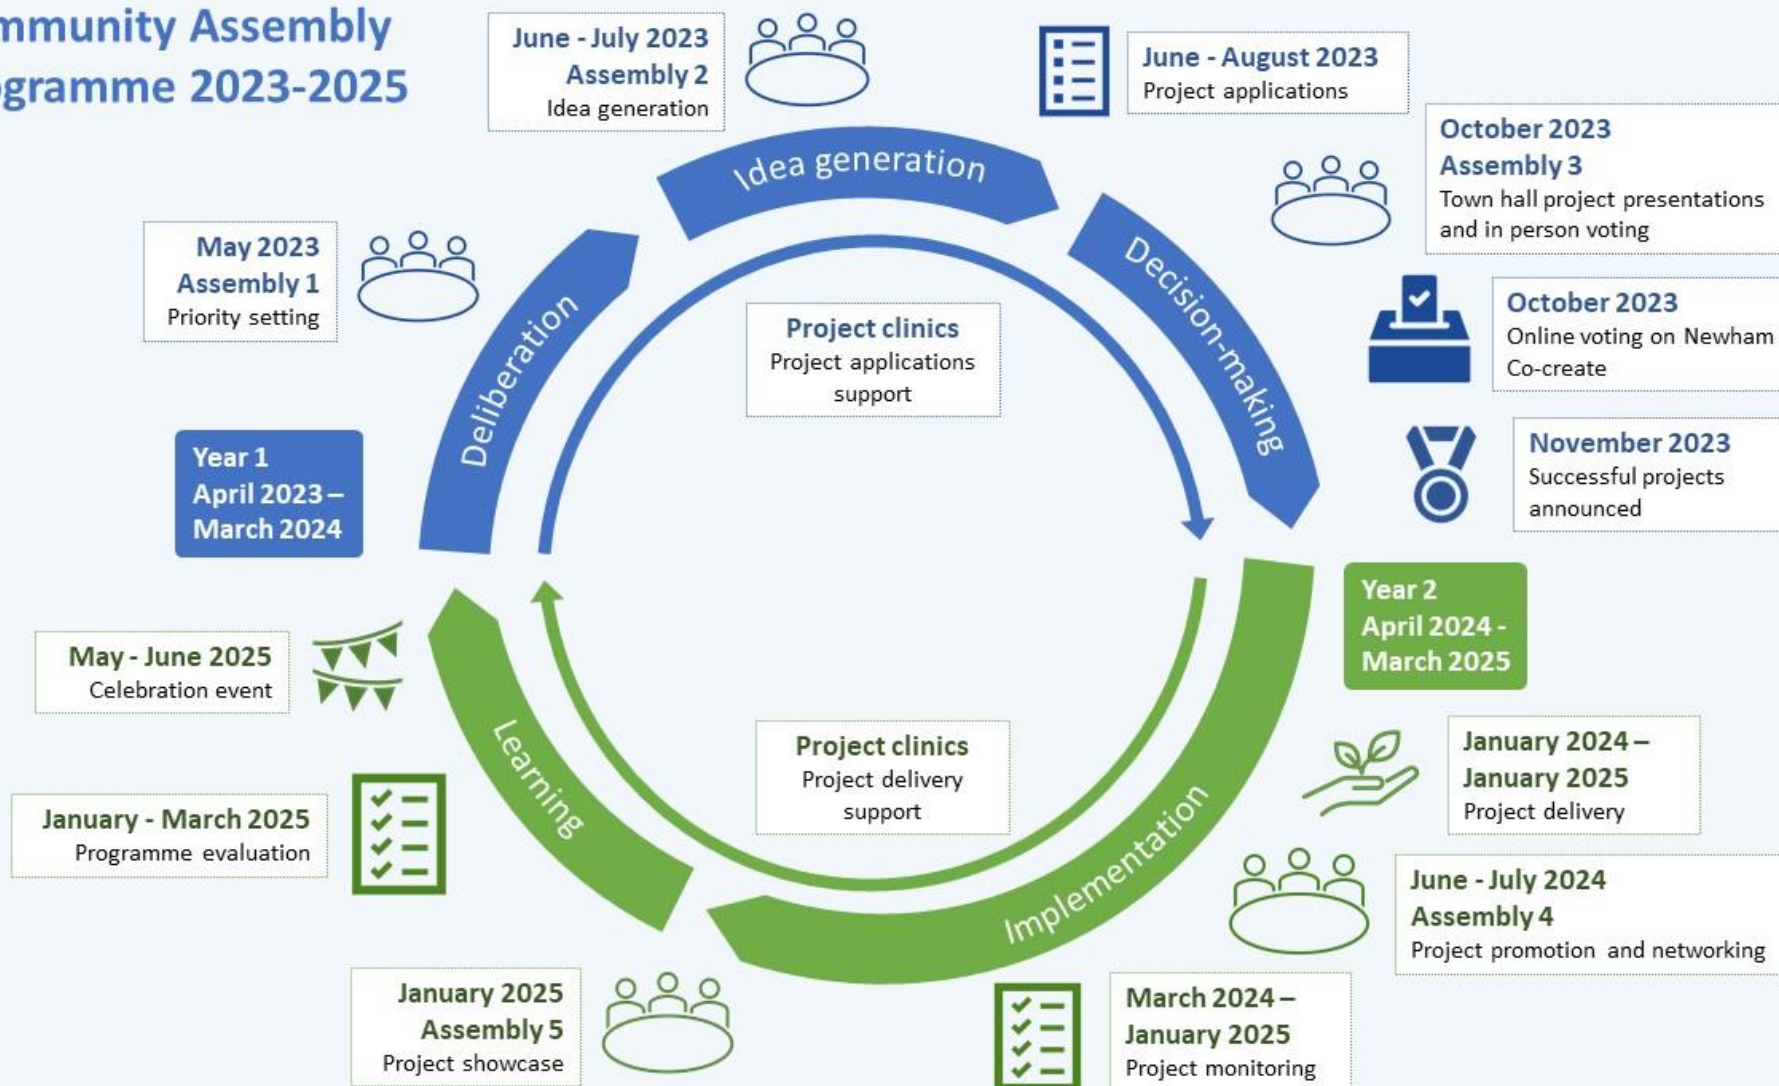 mmunity Assembly
gramme 2023-2025
June - July 2023
Assembly 2
Idea generation
June - August 2023
Project applications
October 2023
Assembly 3
Town hall project presentations
and in person voting
Idea generation
May 2023
Assembly 1
Priority setting
Deliberation
Decision-making
Project clinics
Project applications
support
October 2023
Online voting on Newham
Co-create
November 2023
Successful projects
announced
Year 1
April 2023 –
March 2024
Year 2
April 2024 -
March 2025
May - June 2025
Celebration event
Learning
Project clinics
Project delivery
support
Implementation
January 2024 –
January 2025
Project delivery
January - March 2025
Programme evaluation
June - July 2024
Assembly 4
Project promotion and networking
January 2025
Assembly 5
Project showcase
March 2024 –
January 2025
Project monitoring